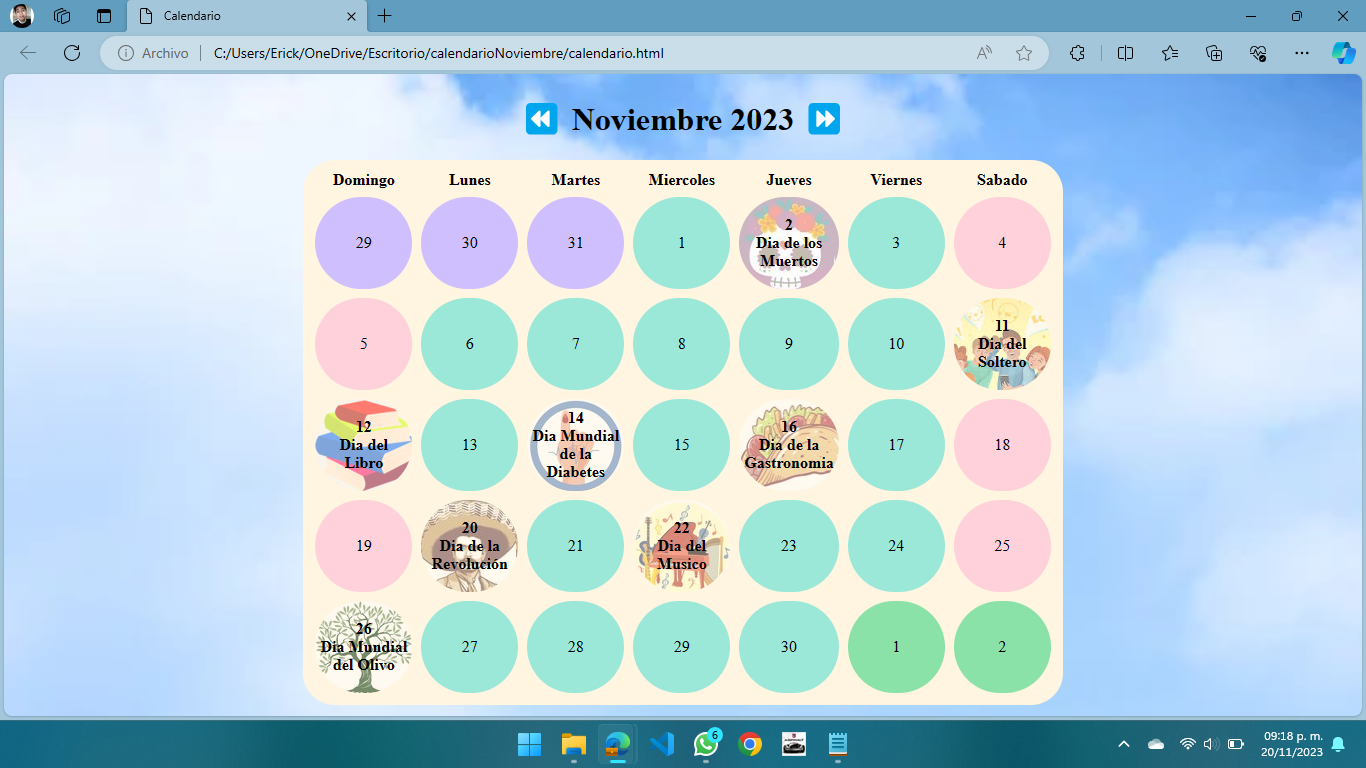 Calendario
Archivo
C:/Users/Erick/OneDrive/Escritorio/calendarioNoviembre/calendario.html
Noviembre 2023
Domingo Lunes Martes Miercoles Jueves Viernes Sabado
29 30 31 1 2 3 4
Dia de los
Muertos
5 6 7 8 9 10 11
Dia del
Soltero
12 13 14 15 16 17 18
Dia del
Libro
Dia Mundial
de la
Diabetes
Dia de la
Gastronomia
19 20 21 22 23 24 25
Dia de la
Revolución
Dia del
Musico
26 27 28 29 30 1 2
Dia Mundial
del Olivo
6
09:18 p. m.
20/11/2023